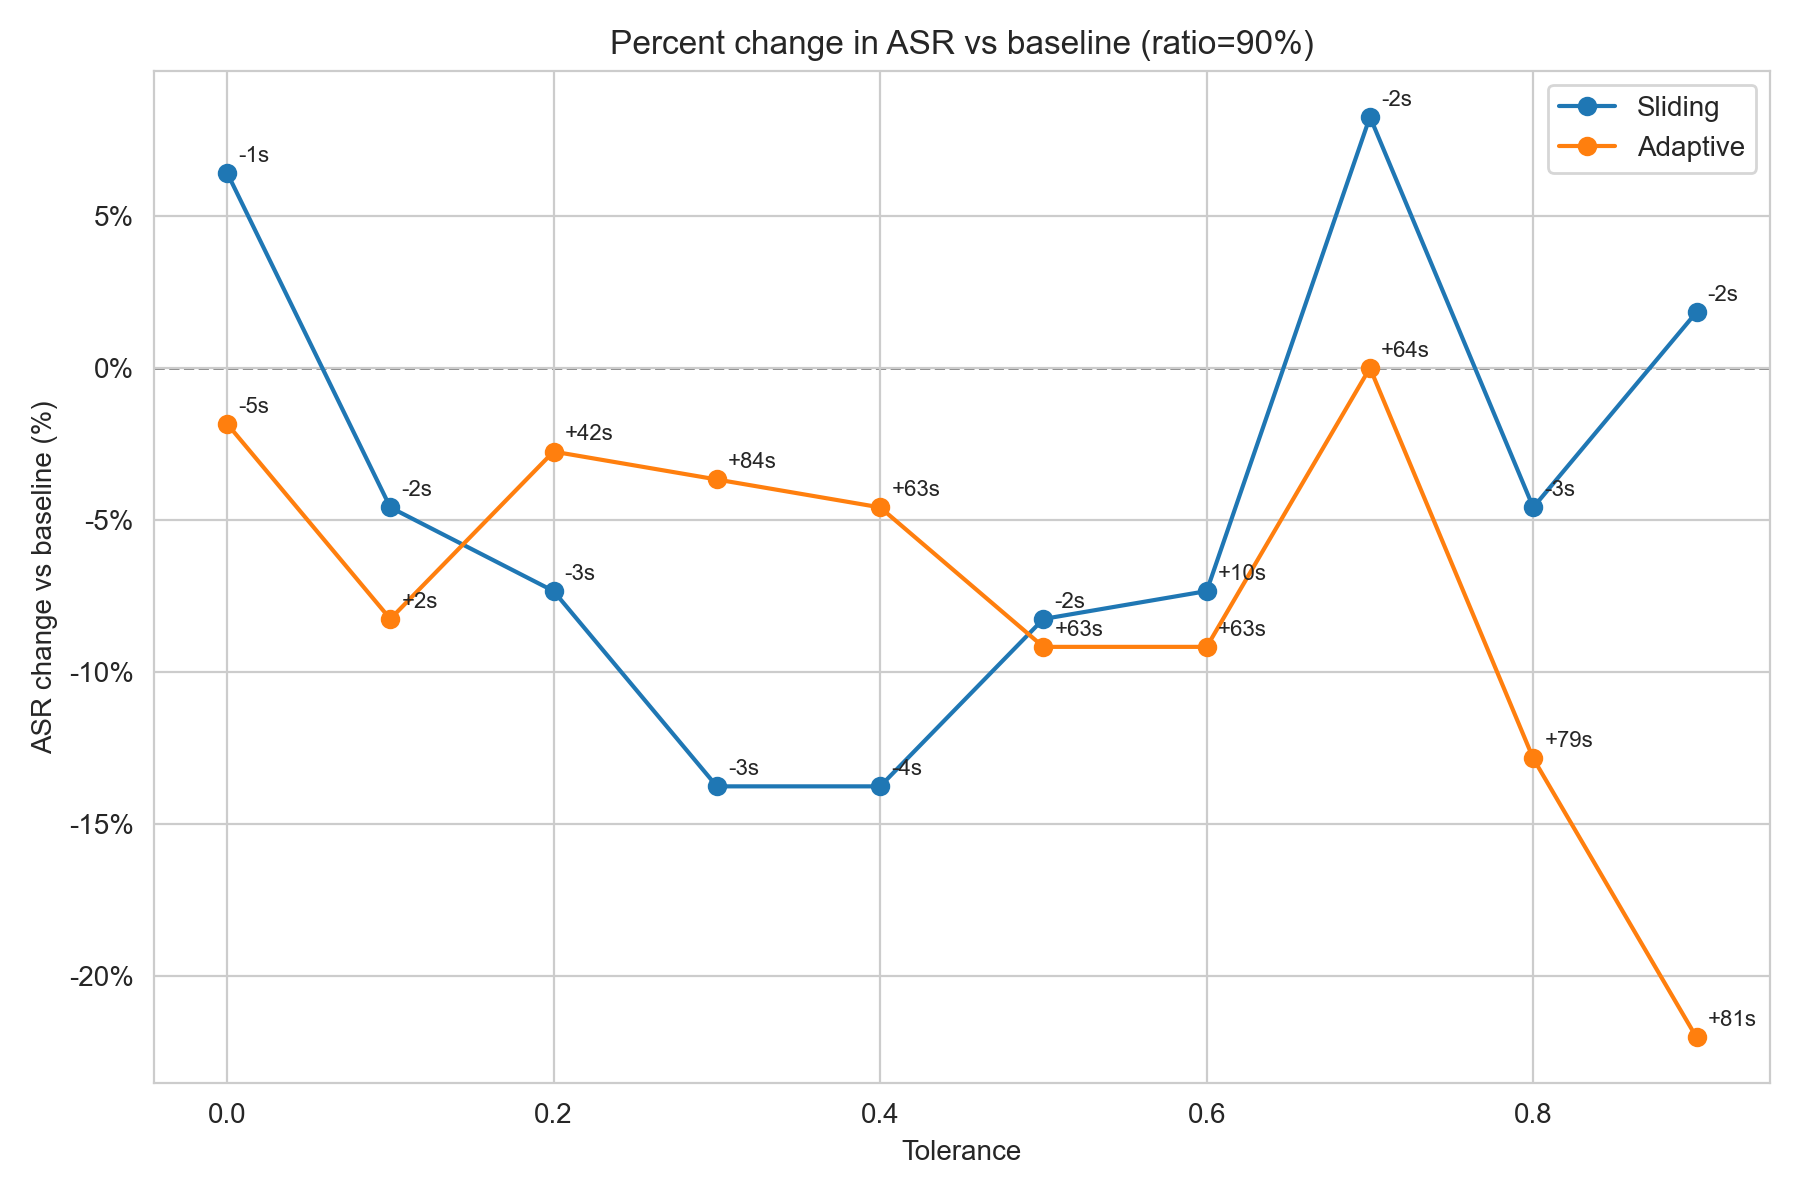 Percent change in ASR vs baseline (ratio=90%)
Sliding
Adaptive
-2s
-1s
5%
-2s
+64s
0%
-5s
+42s
+84s
-2s
+63s
-3s
-5%
-3s
+10s
+2s
-2s
+63s
+63s
-10%
+79s
-3s
-4s
-15%
-20%
+81s
ASR change vs baseline (%)
0.0
0.2
0.4
0.6
0.8
Tolerance